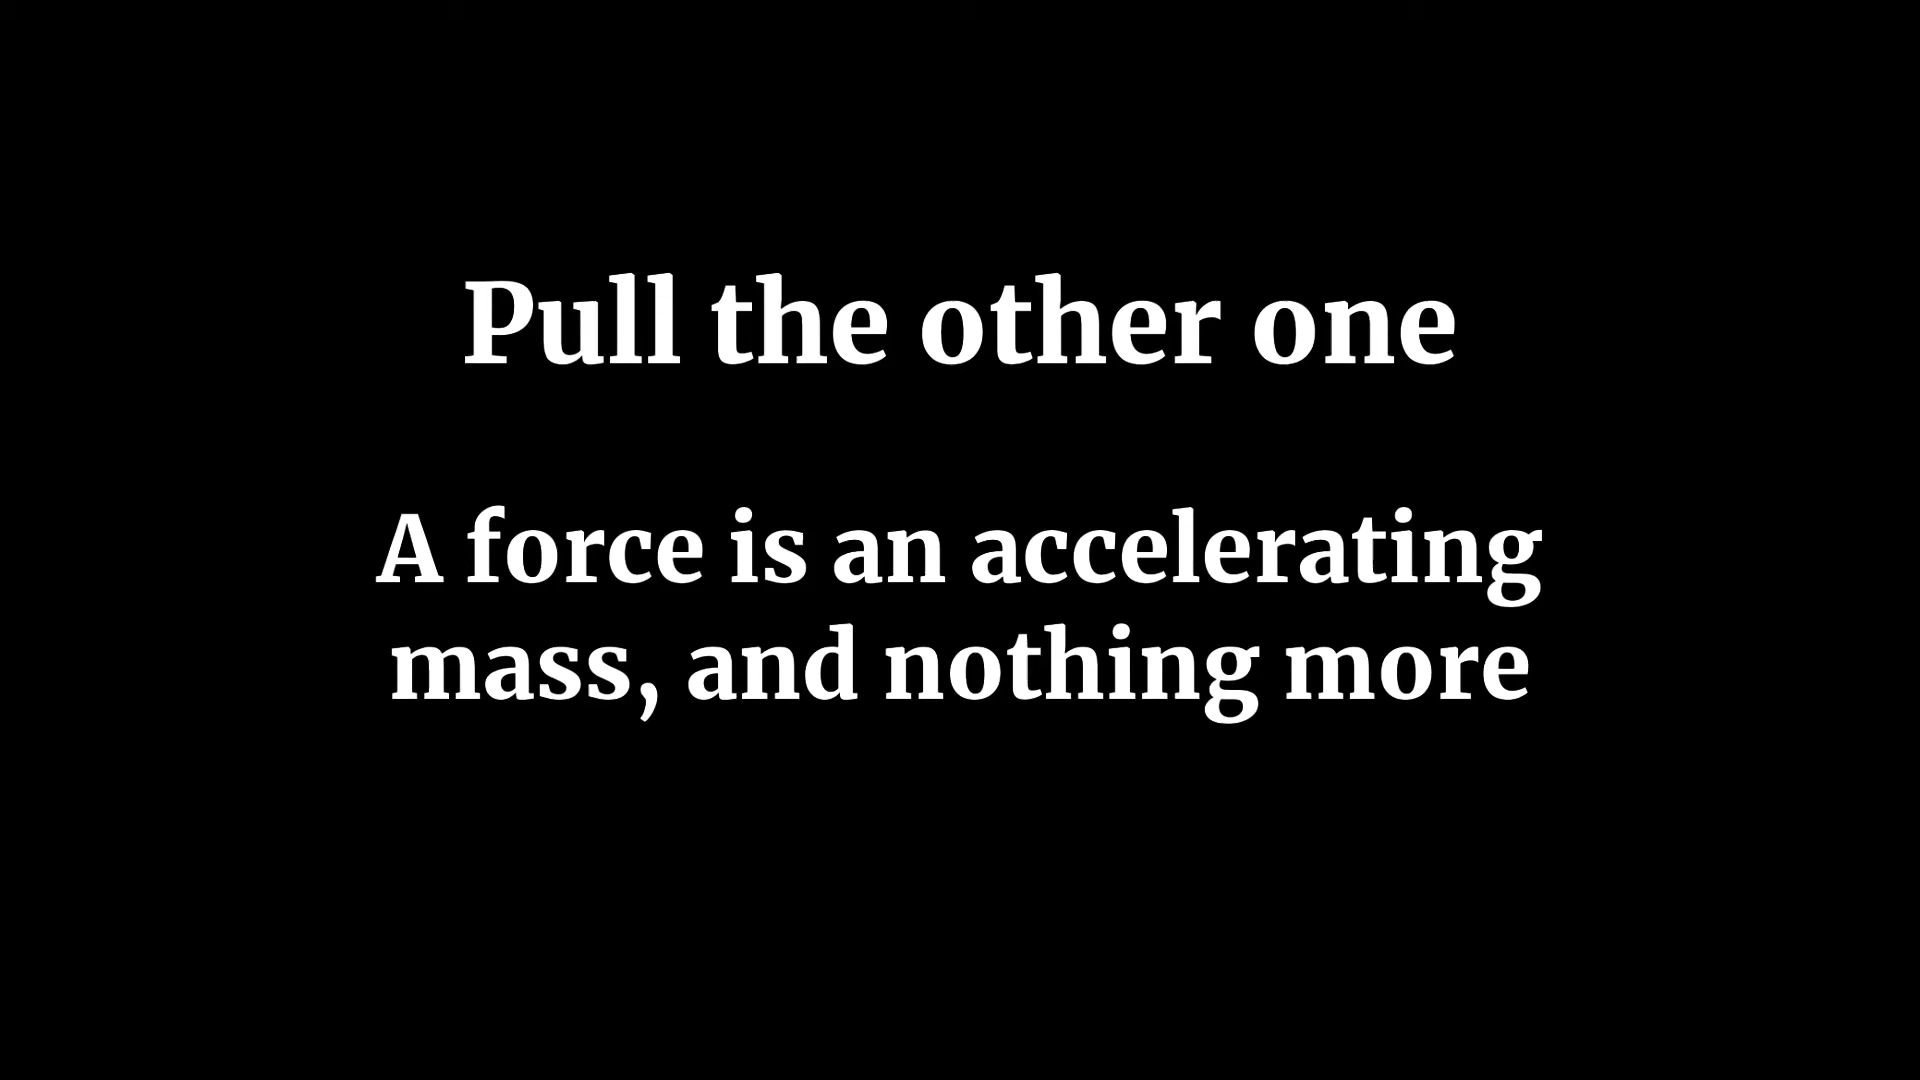 Pull the other one
A force is an accelerating
mass, and nothing more